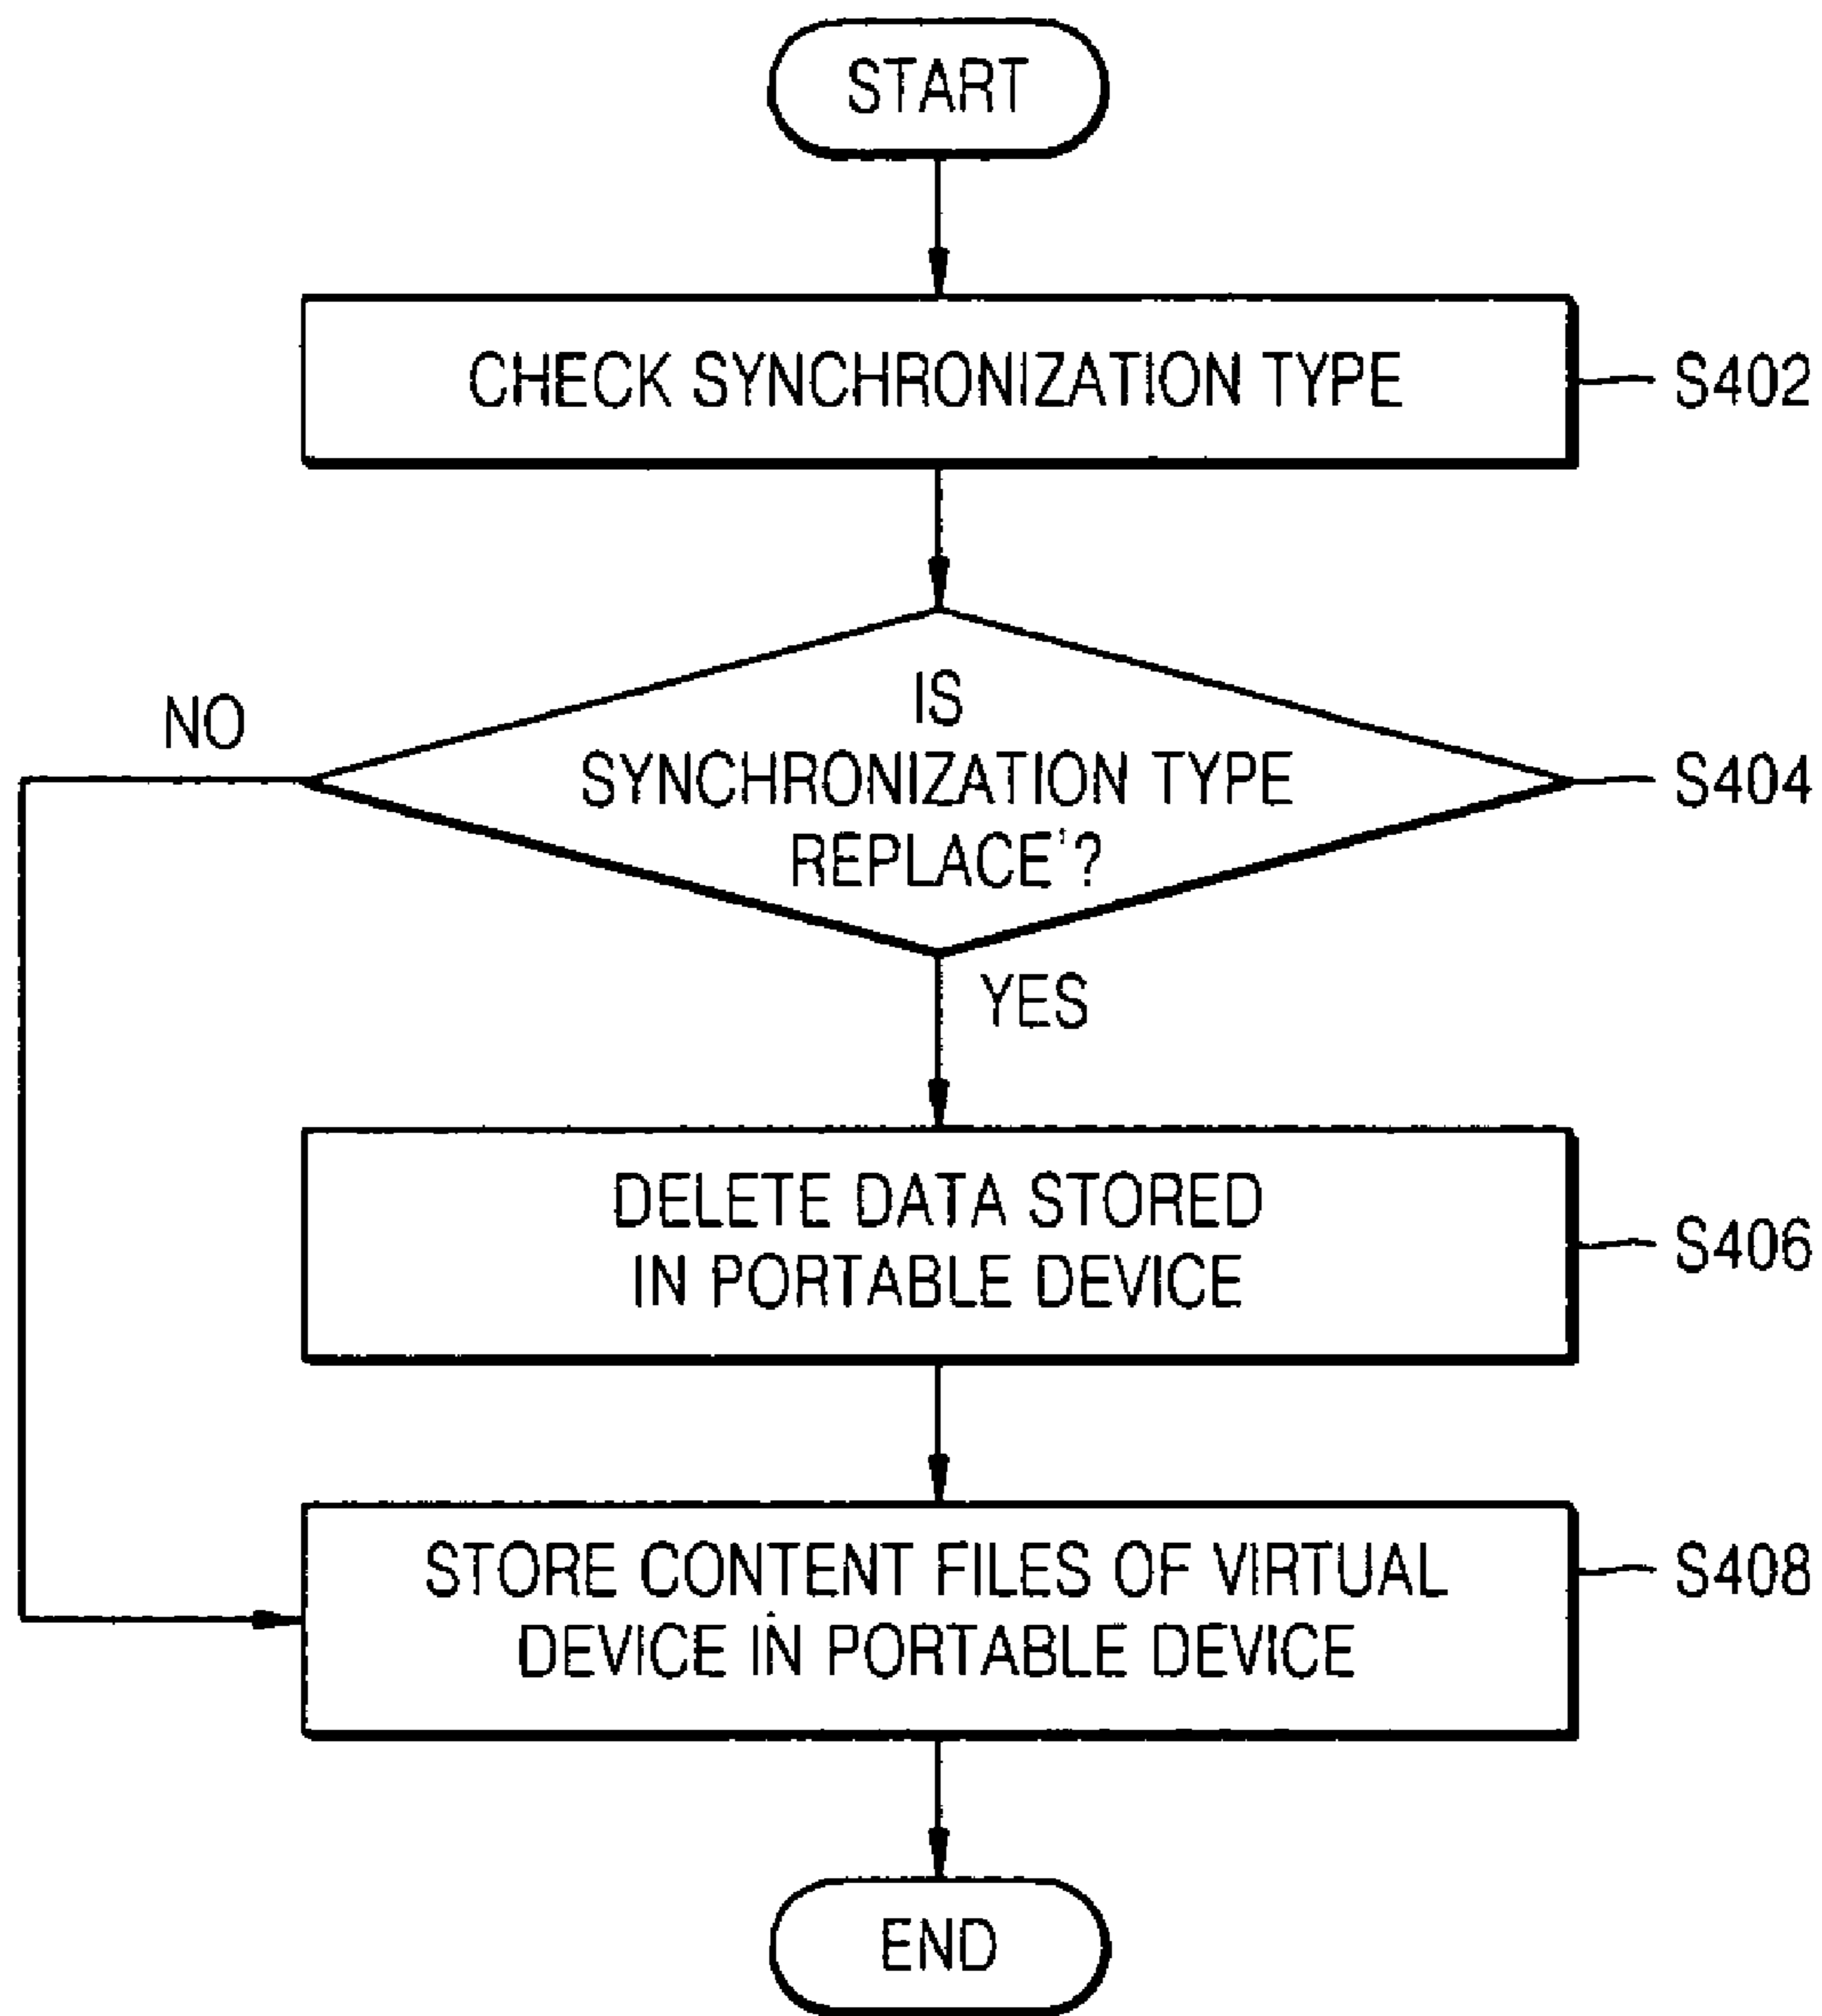 START
CHECK SYNCHRONIZATION TYPE
S402
IS
SYNCHRONIZATION TYPE
REPLACE'?
S404
NO
YES
DELETE DATA STORED
IN PORTABLE DEVICE
S406
STORE CONTENT FILES OF VIRTUAL
DEVICE IN PORTABLE DEVICE
S408
END